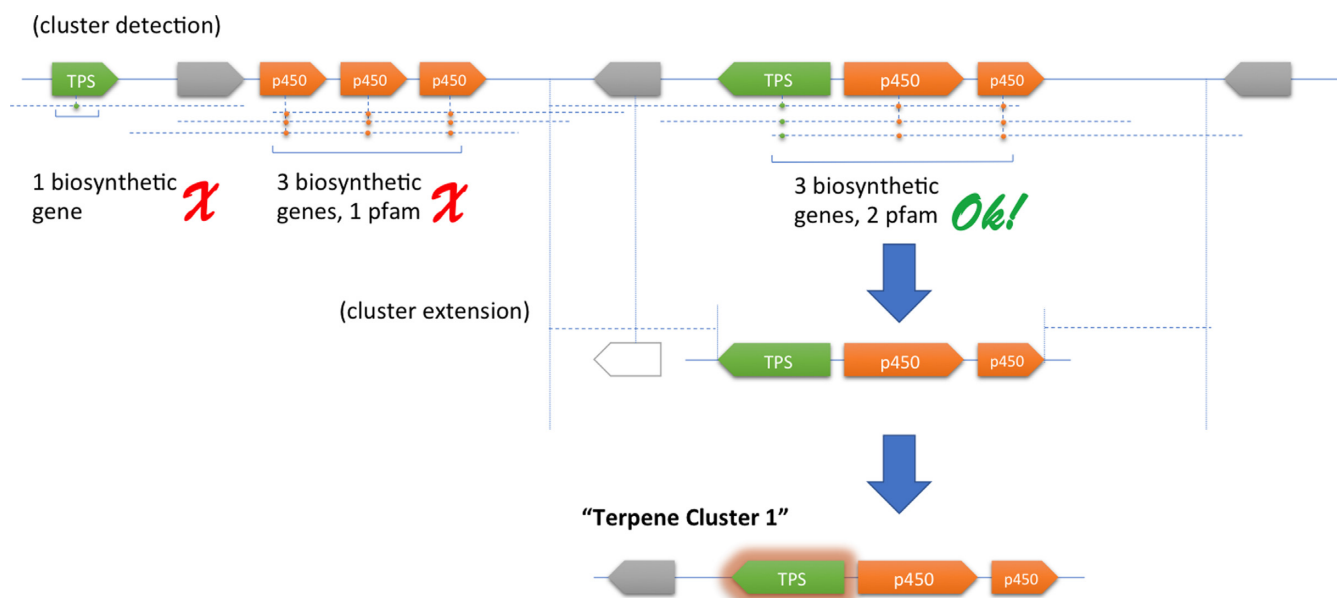 (cluster detection)
TPS
p450
p450
p450
TPS
p450
p450
1 biosynthetic
gene
X
3 biosynthetic
genes, 1 pfam
X
3 biosynthetic
genes, 2 pfam
Ok!
(cluster extension)
TPS
p450
p450
“Terpene Cluster 1”
TPS
p450
p450